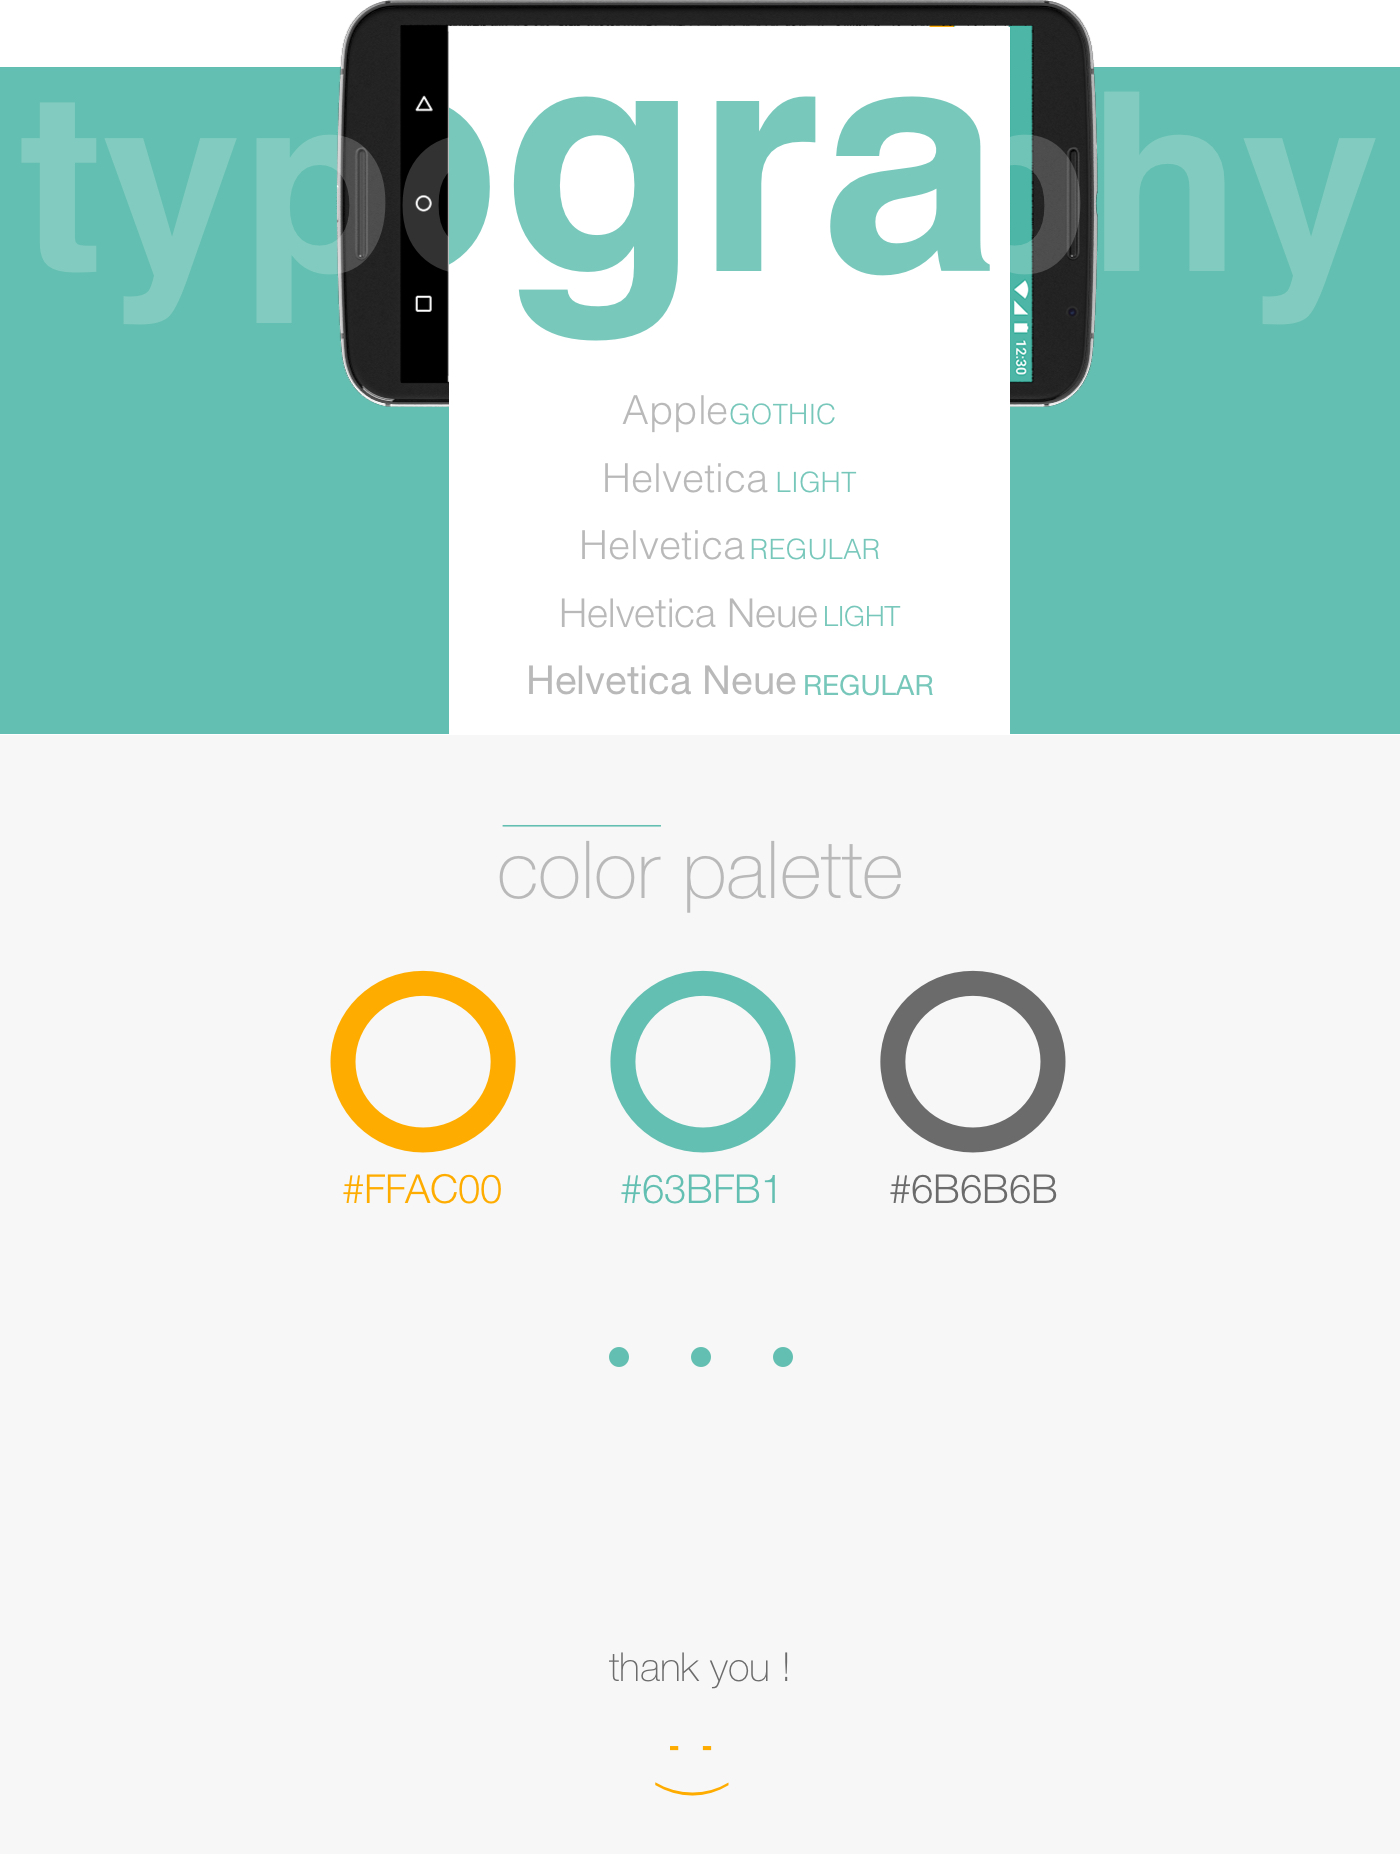 typography
12:30
AppleGOTHIC
Helvetica LIGHT
Helvetica REGULAR
Helvetica Neue LIGHT
Helvetica Neue REGULAR
color palette
#FFAC00 #63BFB1 #6B6B6B
thank you !